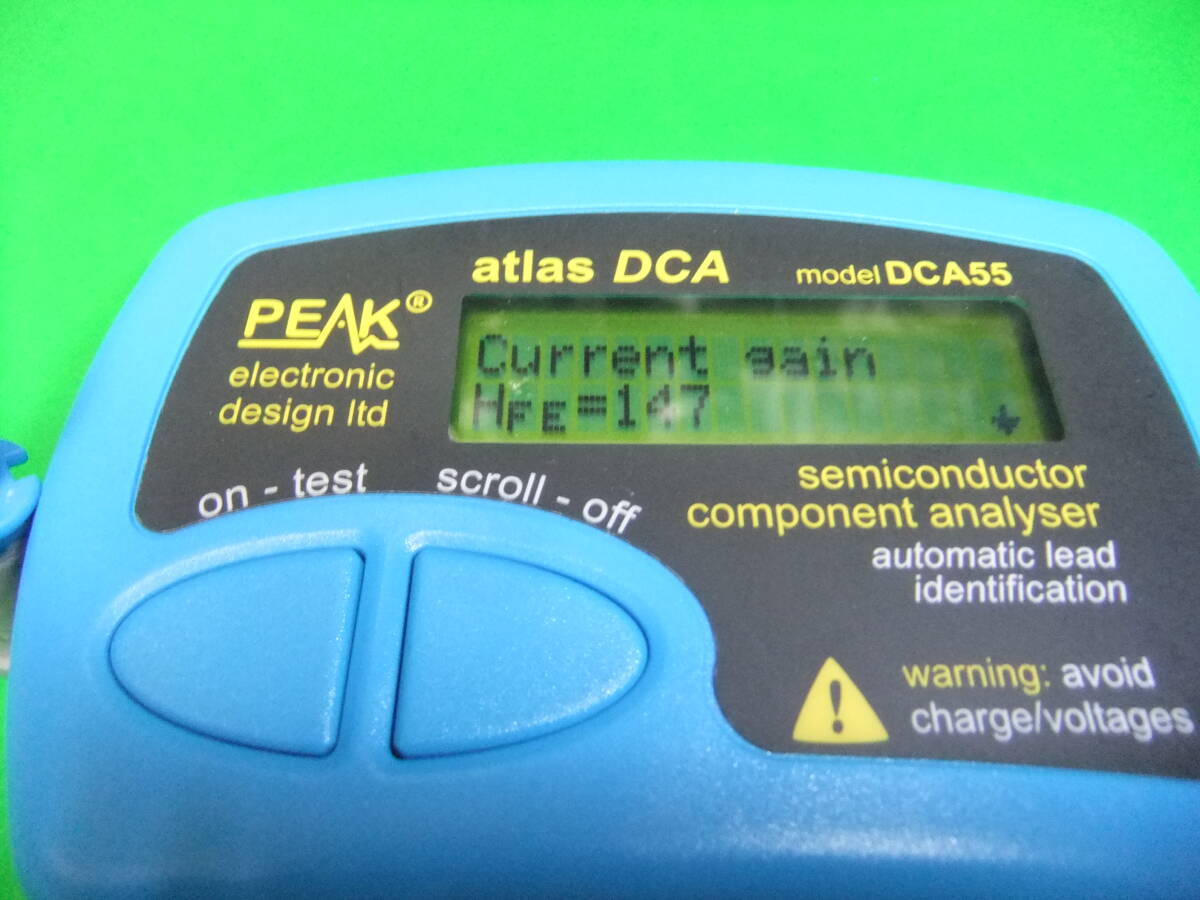 atlas DCA model DCA55
PEAK®
electronic
design ltd
Current gain
HFE=147
on - test scroll - off
semiconductor
component analyser
automatic lead
identification
warning: avoid
charge/voltages